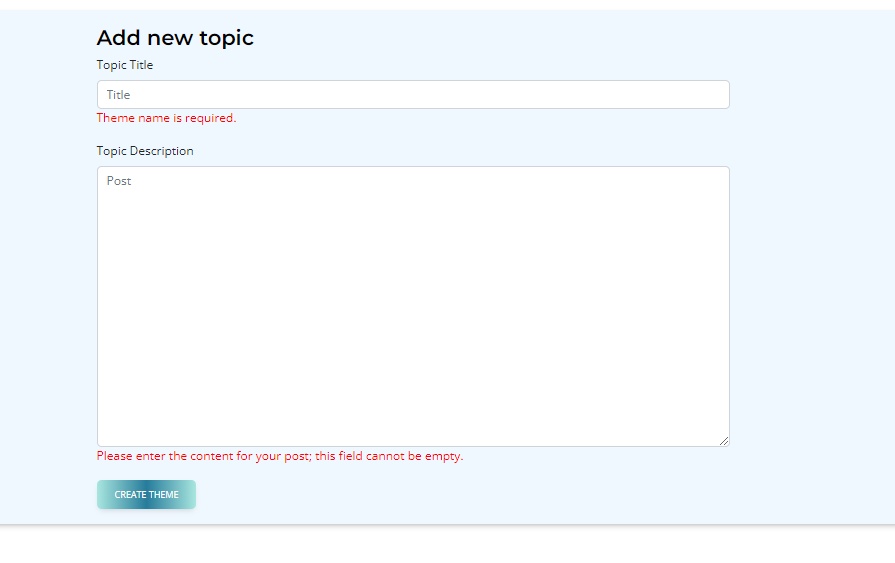 Add new topic
Topic Title
Title
Theme name is required.
Topic Description
Post
Please enter the content for your post; this field cannot be empty.
CREATE THEME